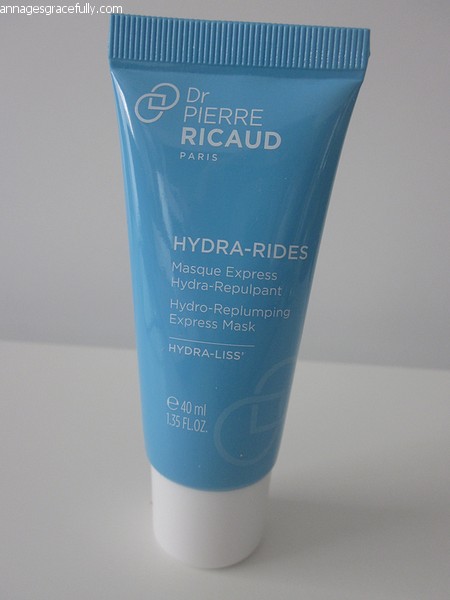 annagesgracefully.com
Dr
PIERRE
RICAUD
PARIS
HYDRA-RIDES
Masque Express
Hydra-Repulpant
Hydro-Replumping
Express Mask
HYDRA-LISS'
℮40 ml
1.35 FL.OZ.